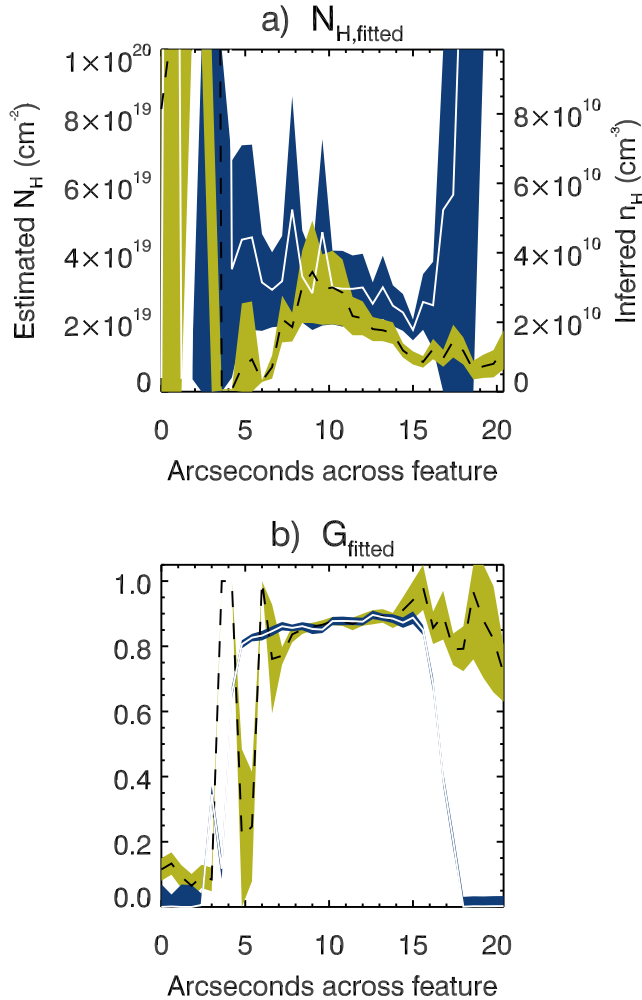 a) N_H,fitted
1×10^20
8×10^19
6×10^19
4×10^19
2×10^19
0
Estimated N_H (cm^-2)
8×10^10
6×10^10
4×10^10
2×10^10
0
Inferred n_H (cm^-3)
0 5 10 15 20
Arcseconds across feature
b) G_fitted
1.0
0.8
0.6
0.4
0.2
0.0
0 5 10 15 20
Arcseconds across feature